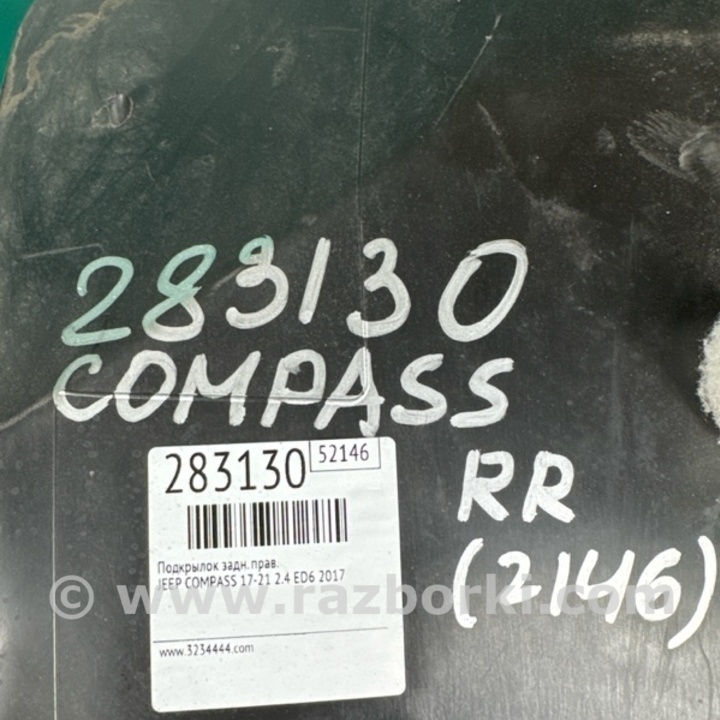 283130
COMPASS
RR
(2146)
283130
52146
Подкрылок задн. прав.
JEEP COMPASS 17-21 2.4 ED6 2017
www.3234444.com
© www.razborki.com